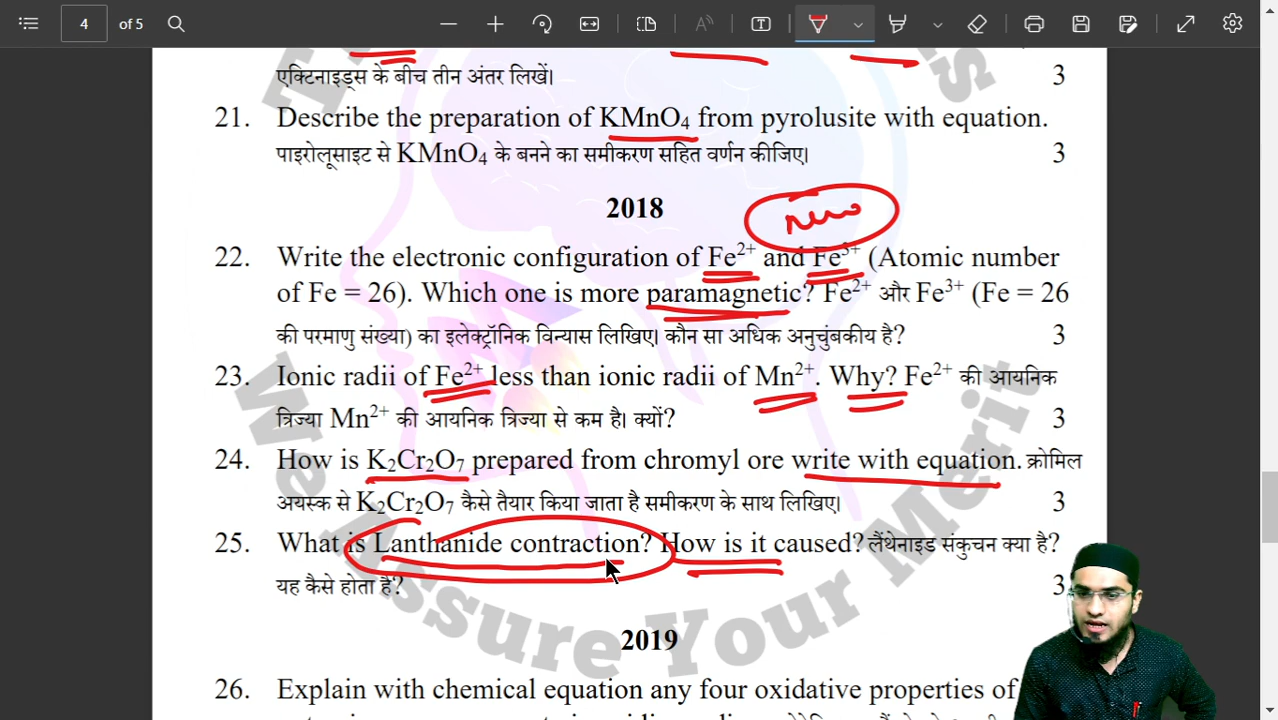 4 of 5
एक्टिनाइड्स के बीच तीन अंतर लिखें। 3
21. Describe the preparation of KMnO4 from pyrolusite with equation.
पाइरोलूसाइट से KMnO4 के बनने का समीकरण सहित वर्णन कीजिए। 3
2018
22. Write the electronic configuration of Fe2+ and Fe3+ (Atomic number
of Fe = 26). Which one is more paramagnetic? Fe2+ और Fe3+ (Fe = 26
की परमाणु संख्या) का इलेक्ट्रॉनिक विन्यास लिखिए। कौन सा अधिक अनुचुंबकीय है? 3
23. Ionic radii of Fe2+ less than ionic radii of Mn2+. Why? Fe2+ की आयनिक
त्रिज्या Mn2+ की आयनिक त्रिज्या से कम है। क्यों? 3
24. How is K2Cr2O7 prepared from chromyl ore write with equation. क्रोमिल
अयस्क से K2Cr2O7 कैसे तैयार किया जाता है समीकरण के साथ लिखिए। 3
25. What is Lanthanide contraction? How is it caused? लैंथेनाइड संकुचन क्या है?
यह कैसे होता है? 3
2019
26. Explain with chemical equation any four oxidative properties of
We Assure Your Merit